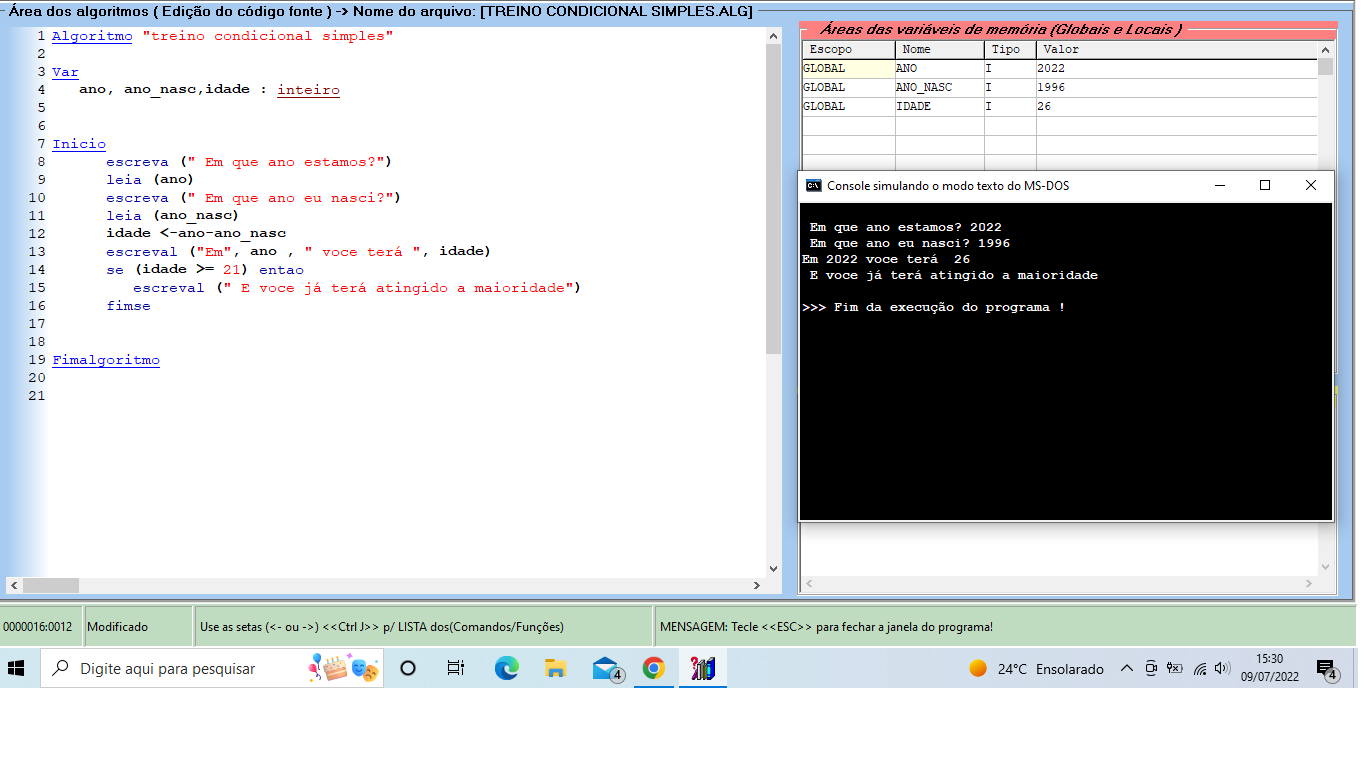 Área dos algoritmos ( Edição do código fonte ) -> Nome do arquivo: [TREINO CONDICIONAL SIMPLES.ALG]
1 Algoritmo "treino condicional simples"
2
3 Var
4 ano, ano_nasc,idade : inteiro
5
6
7 Inicio
8 escreva (" Em que ano estamos?")
9 leia (ano)
10 escreva (" Em que ano eu nasci?")
11 leia (ano_nasc)
12 idade <-ano-ano_nasc
13 escreval ("Em", ano , " voce terá ", idade)
14 se (idade >= 21) entao
15 escreval (" E voce já terá atingido a maioridade")
16 fimse
17
18
19 Fimalgoritmo
20
21
Áreas das variáveis de memória (Globais e Locais )
Escopo Nome Tipo Valor
GLOBAL ANO I 2022
GLOBAL ANO_NASC I 1996
GLOBAL IDADE I 26
Console simulando o modo texto do MS-DOS
Em que ano estamos? 2022
Em que ano eu nasci? 1996
Em 2022 voce terá  26
E voce já terá atingido a maioridade
>>> Fim da execução do programa !
0000016:0012 Modificado Use as setas (<- ou ->) <<Ctrl J>> p/ LISTA dos(Comandos/Funções) MENSAGEM: Tecle <<ESC>> para fechar a janela do programa!
Digite aqui para pesquisar 4 24°C Ensolarado 15:30
09/07/2022 4